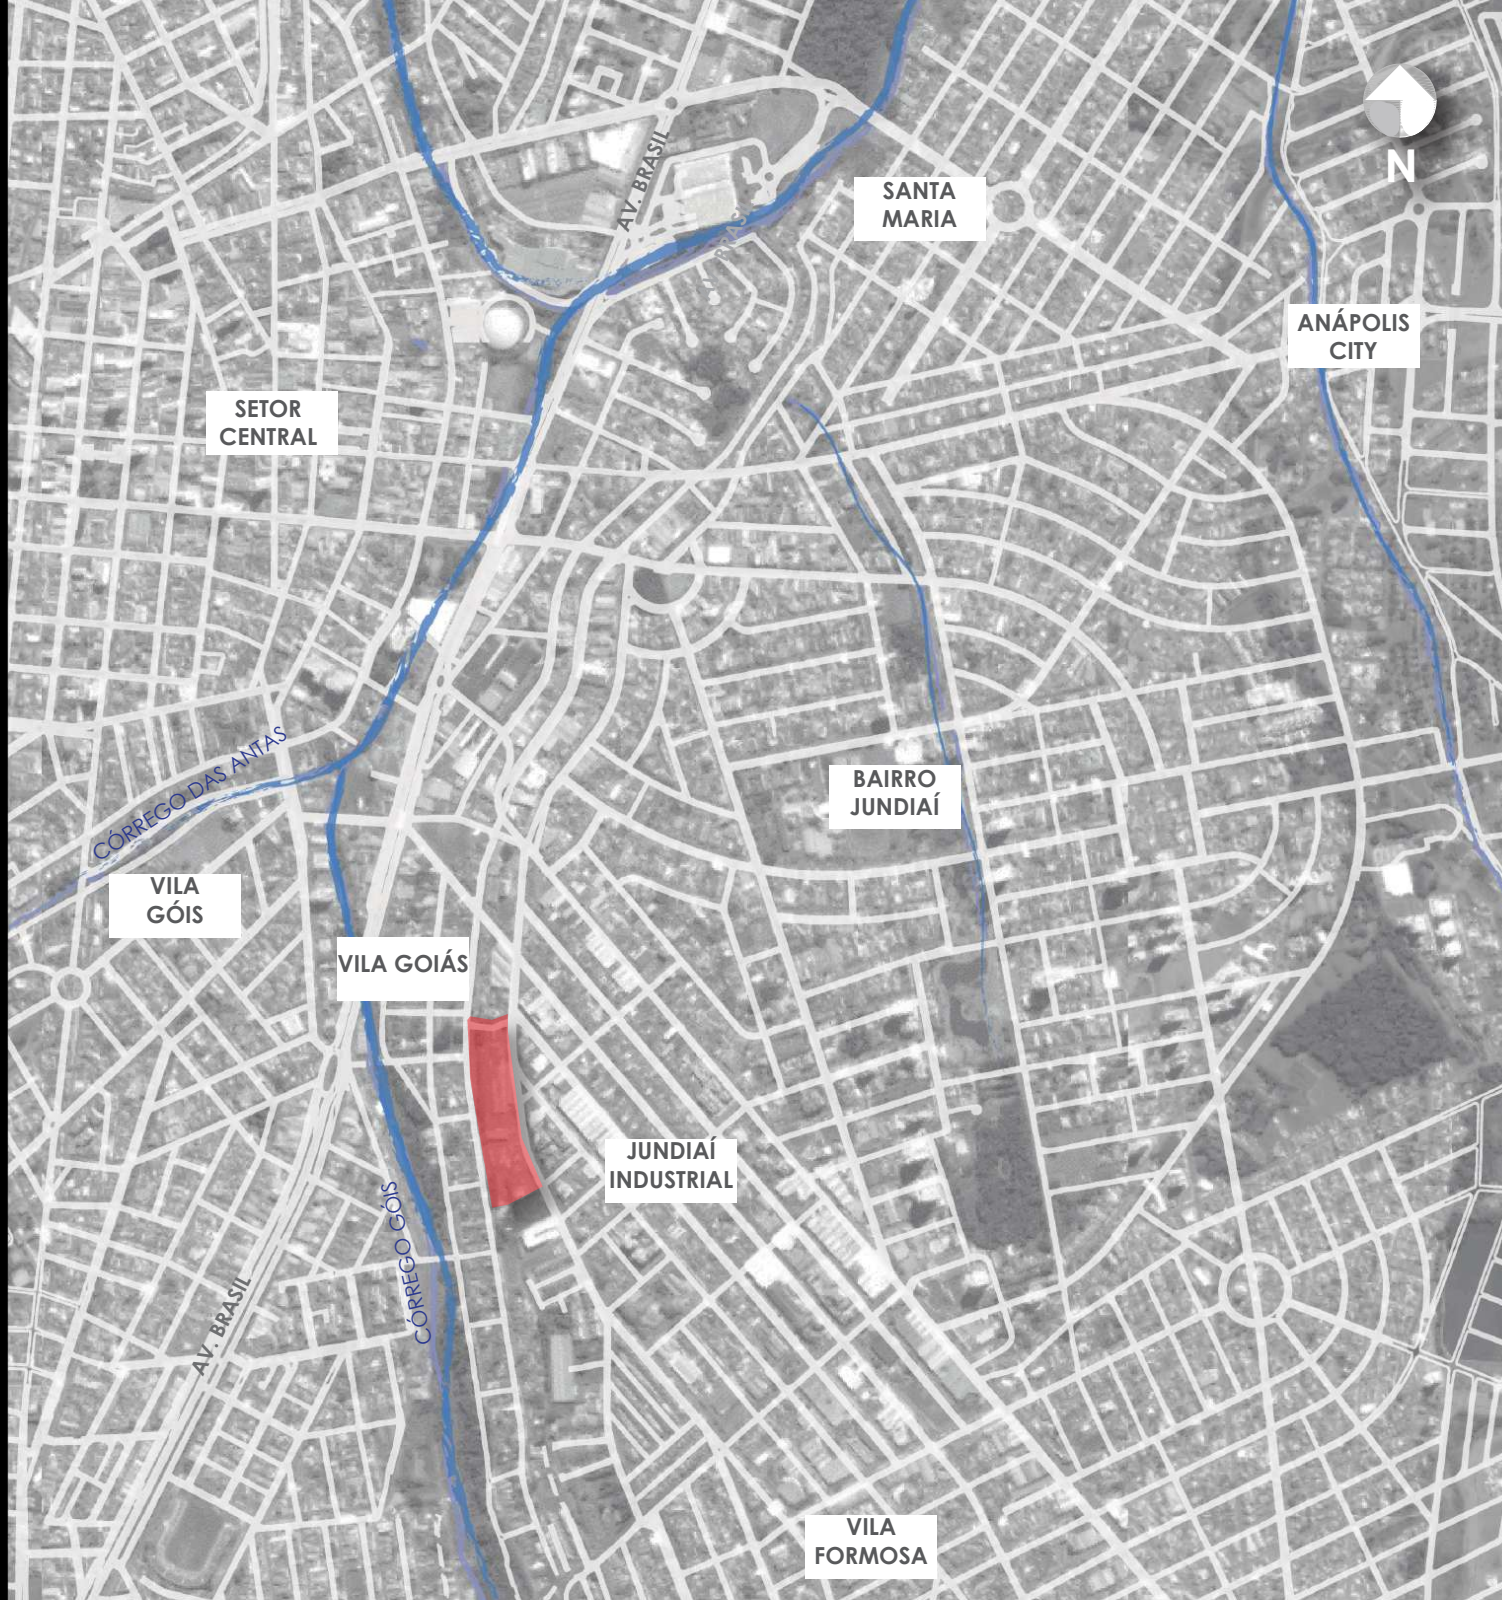 N
AV. BRASIL
SANTA
MARIA
ANÁPOLIS
CITY
SETOR
CENTRAL
CÓRREGO DAS ANTAS
BAIRRO
JUNDIAÍ
VILA
GÓIS
VILA GOIÁS
JUNDIAÍ
INDUSTRIAL
CÓRREGO GÓIS
AV. BRASIL
VILA
FORMOSA